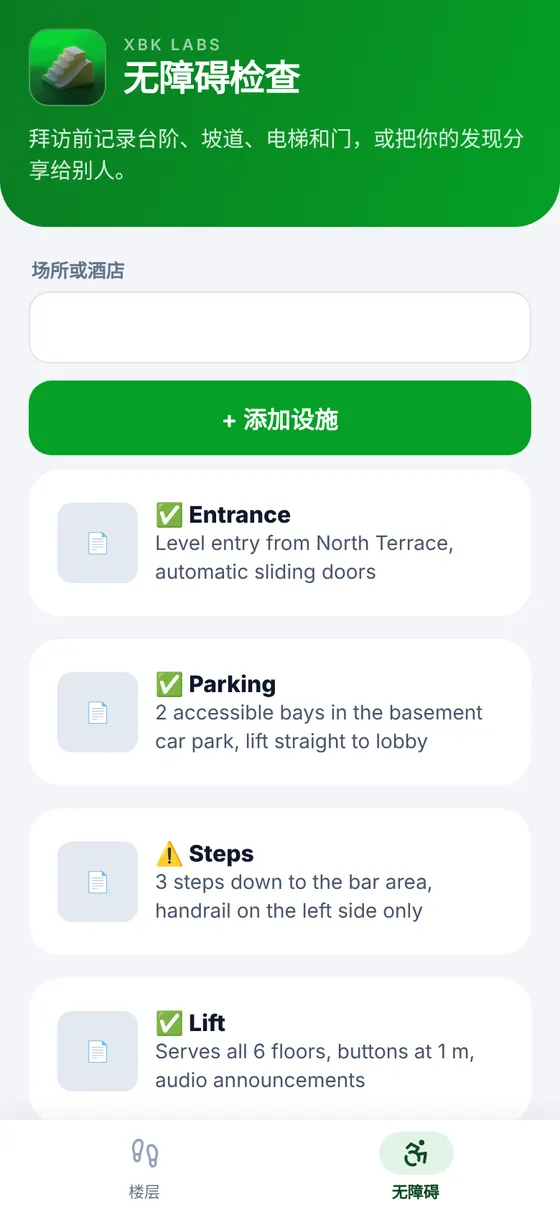 XBK LABS
无障碍检查
拜访前记录台阶、坡道、电梯和门，或把你的发现分
享给别人。
场所或酒店
+ 添加设施
✅ Entrance
Level entry from North Terrace,
automatic sliding doors
✅ Parking
2 accessible bays in the basement
car park, lift straight to lobby
⚠️ Steps
3 steps down to the bar area,
handrail on the left side only
✅ Lift
Serves all 6 floors, buttons at 1 m,
audio announcements
楼层
无障碍